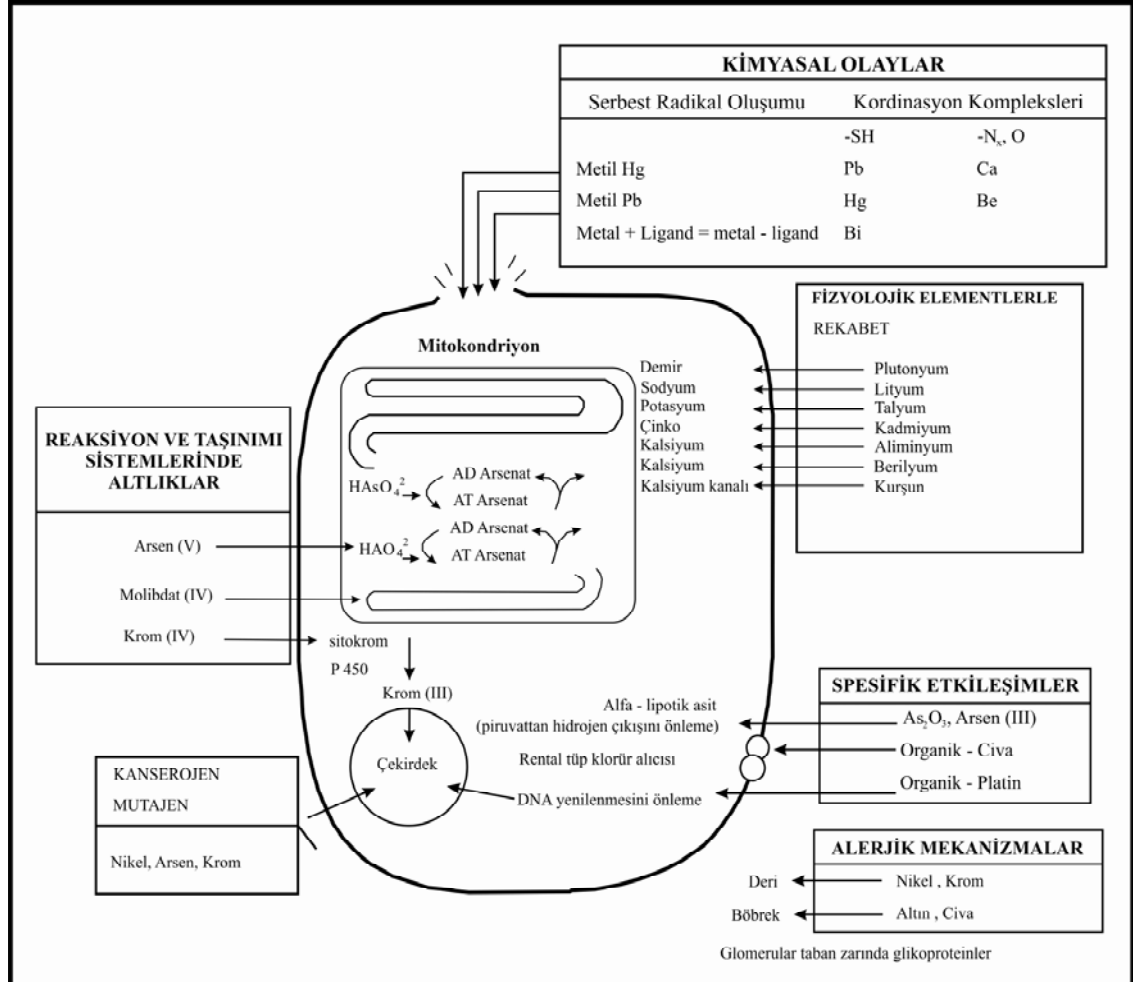 KİMYASAL OLAYLAR
Serbest Radikal Oluşumu Kordinasyon Kompleksleri
-SH -Nₓ, O
Metil Hg Pb Ca
Metil Pb Hg Be
Metal + Ligand = metal - ligand Bi
FİZYOLOJİK ELEMENTLERLE
REKABET
Mitokondriyon
Demir Plutonyum
Sodyum Lityum
Potasyum Talyum
Çinko Kadmiyum
Kalsiyum Aliminyum
Kalsiyum Berilyum
Kalsiyum kanalı Kurşun
REAKSİYON VE TAŞINIMI
SİSTEMLERİNDE
ALTLIKLAR
Arsen (V)
Molibdat (IV)
Krom (IV)
HAsO₄²
AD Arsenat
AT Arsenat
HAO₄²
AD Arsenat
AT Arsenat
sitokrom
P 450
Krom (III)
Çekirdek
KANSEROJEN
MUTAJEN
Nikel, Arsen, Krom
Alfa - lipotik asit
(piruvattan hidrojen çıkışını önleme)
Rental tüp klorür alıcısı
DNA yenilenmesini önleme
SPESİFİK ETKİLEŞİMLER
As₂O₃, Arsen (III)
Organik - Civa
Organik - Platin
ALERJİK MEKANİZMALAR
Deri Nikel , Krom
Böbrek Altın , Civa
Glomerular taban zarında glikoproteinler